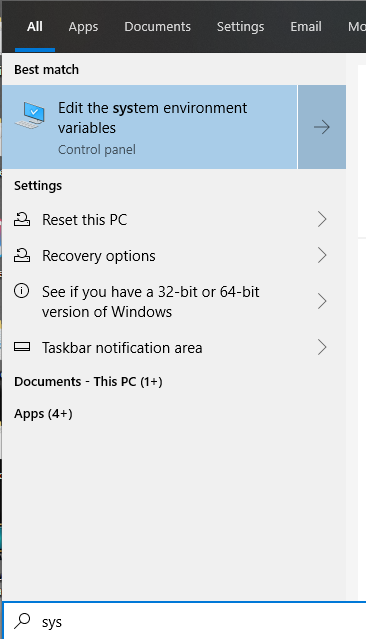 All Apps Documents Settings Email Mo
Best match
Edit the system environment
variables
Control panel
Settings
Reset this PC
Recovery options
See if you have a 32-bit or 64-bit
version of Windows
Taskbar notification area
Documents - This PC (1+)
Apps (4+)
sys